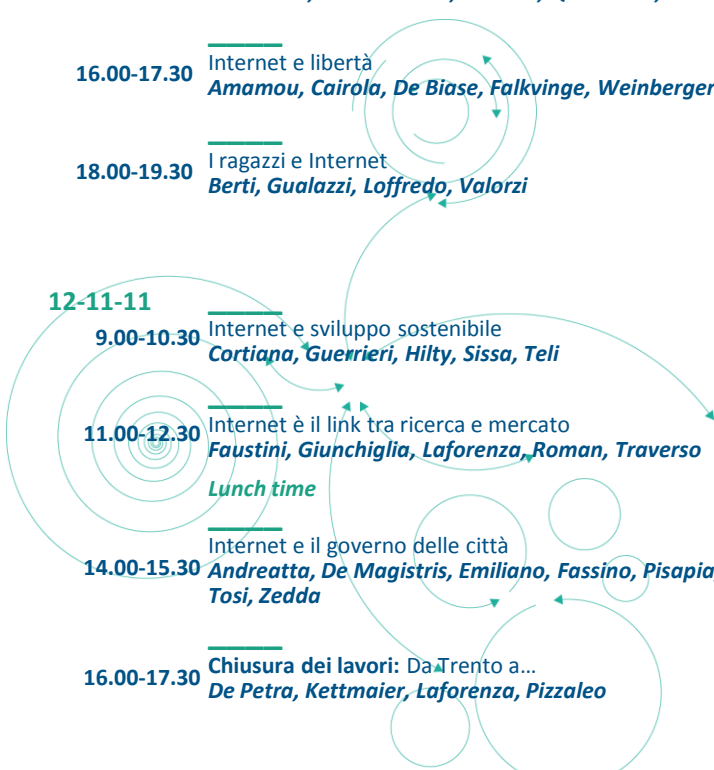 16.00-17.30 Internet e libertà
Amamou, Cairola, De Biase, Falkvinge, Weinberger
18.00-19.30 I ragazzi e Internet
Berti, Gualazzi, Loffredo, Valorzi
12-11-11
9.00-10.30 Internet e sviluppo sostenibile
Cortiana, Guerrieri, Hilty, Sissa, Teli
11.00-12.30 Internet è il link tra ricerca e mercato
Faustini, Giunchiglia, Laforenza, Roman, Traverso
Lunch time
Internet e il governo delle città
14.00-15.30 Andreatta, De Magistris, Emiliano, Fassino, Pisapia
Tosi, Zedda
16.00-17.30 Chiusura dei lavori: Da Trento a…
De Petra, Kettmaier, Laforenza, Pizzaleo